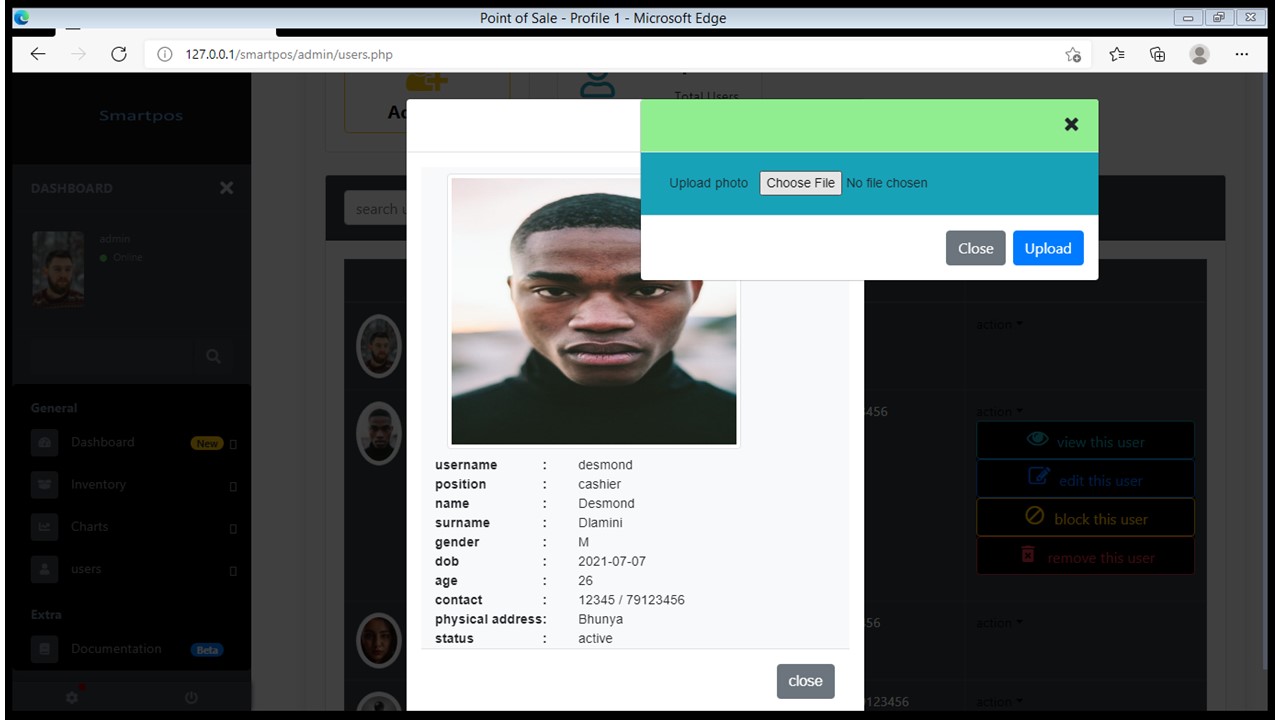 Point of Sale - Profile 1 - Microsoft Edge
127.0.0.1/smartpos/admin/users.php
Total Users
Smartpos
DASHBOARD
admin
Online
General
Dashboard New
Inventory
Charts
users
Extra
Documentation Beta
search u
Upload photo Choose File No file chosen
Close Upload
username : desmond
position : cashier
name : Desmond
surname : Dlamini
gender : M
dob : 2021-07-07
age : 26
contact : 12345 / 79123456
physical address: Bhunya
status : active
close
action
456 action
view this user
edit this user
block this user
remove this user
56 action
123456 action